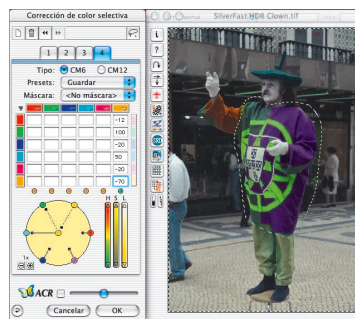 Corrección de color selectiva
1 2 3 4
Tipo: CM6 CM12
Presets: Guardar
Máscara: <No máscara>
-12
100
-20
50
-20
-70
H S L
1x
ACR
Cancelar OK
Normal SilverFast HDR Clown.tif
i
?